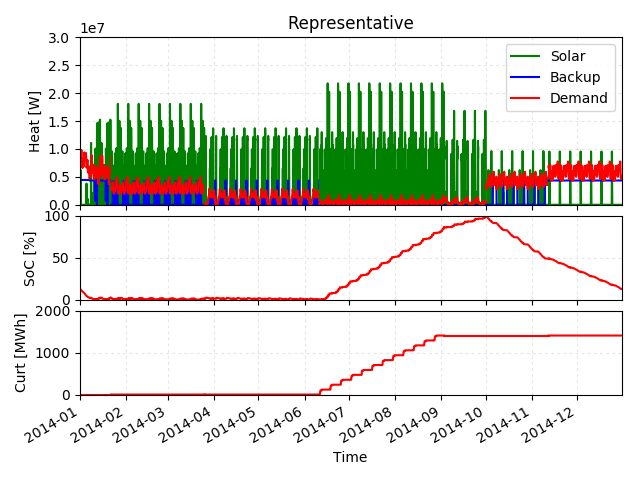 Representative
1e7
3.0
2.5
2.0
1.5
1.0
0.5
0.0
Heat [W]
Solar
Backup
Demand
100
50
0
SoC [%]
2000
1000
0
Curt [MWh]
2014-01
2014-02
2014-03
2014-04
2014-05
2014-06
2014-07
2014-08
2014-09
2014-10
2014-11
2014-12
Time